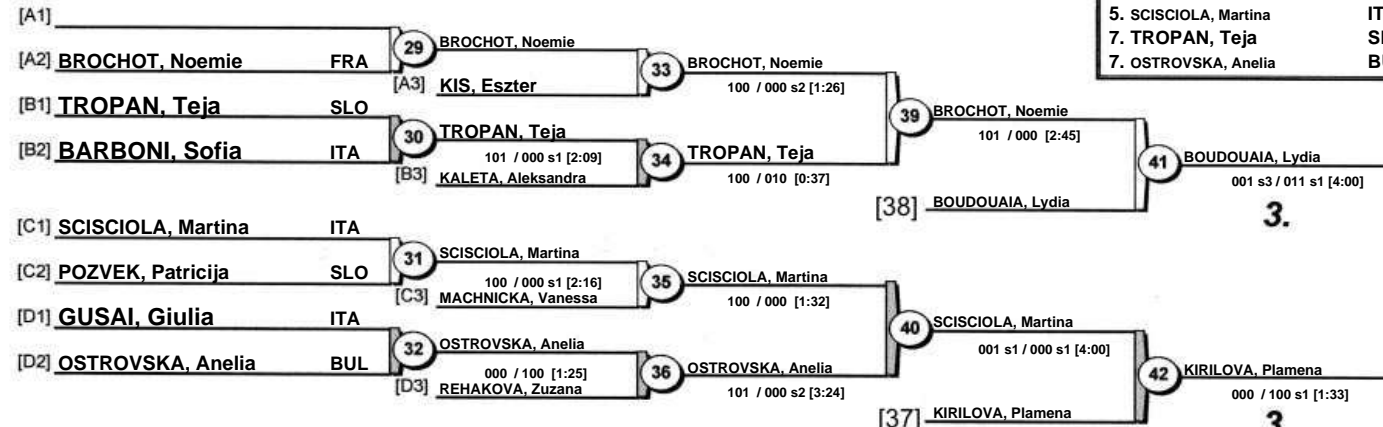 5. SCISCIOLA, Martina IT
7. TROPAN, Teja
7. OSTROVSKA, Anelia
[A1]
[A2] BROCHOT, Noemie FRA
29 BROCHOT, Noemie
[A3] KIS, Eszter
33 BROCHOT, Noemie
100 / 000 s2 [1:26]
[B1] TROPAN, Teja SLO
[B2] BARBONI, Sofia ITA
30 TROPAN, Teja
101 / 000 s1 [2:09]
[B3] KALETA, Aleksandra
34 TROPAN, Teja
100 / 010 [0:37]
39 BROCHOT, Noemie
101 / 000 [2:45]
[38] BOUDOUAIA, Lydia
41 BOUDOUAIA, Lydia
001 s3 / 011 s1 [4:00]
3.
[C1] SCISCIOLA, Martina ITA
[C2] POZVEK, Patricija SLO
31 SCISCIOLA, Martina
100 / 000 s1 [2:16]
[C3] MACHNICKA, Vanessa
35 SCISCIOLA, Martina
100 / 000 [1:32]
[D1] GUSAI, Giulia ITA
[D2] OSTROVSKA, Anelia BUL
32 OSTROVSKA, Anelia
000 / 100 [1:25]
[D3] REHAKOVA, Zuzana
36 OSTROVSKA, Anelia
101 / 000 s2 [3:24]
40 SCISCIOLA, Martina
001 s1 / 000 s1 [4:00]
[37] KIRILOVA, Plamena
42 KIRILOVA, Plamena
000 / 100 s1 [1:33]
3.